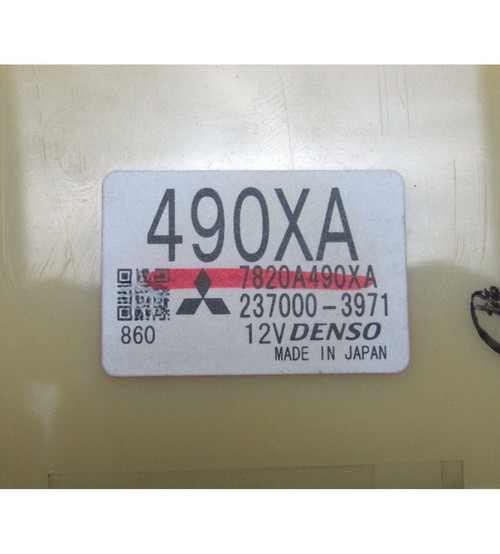 490XA
7820A490XA
237000-3971
860
12V DENSO
MADE IN JAPAN